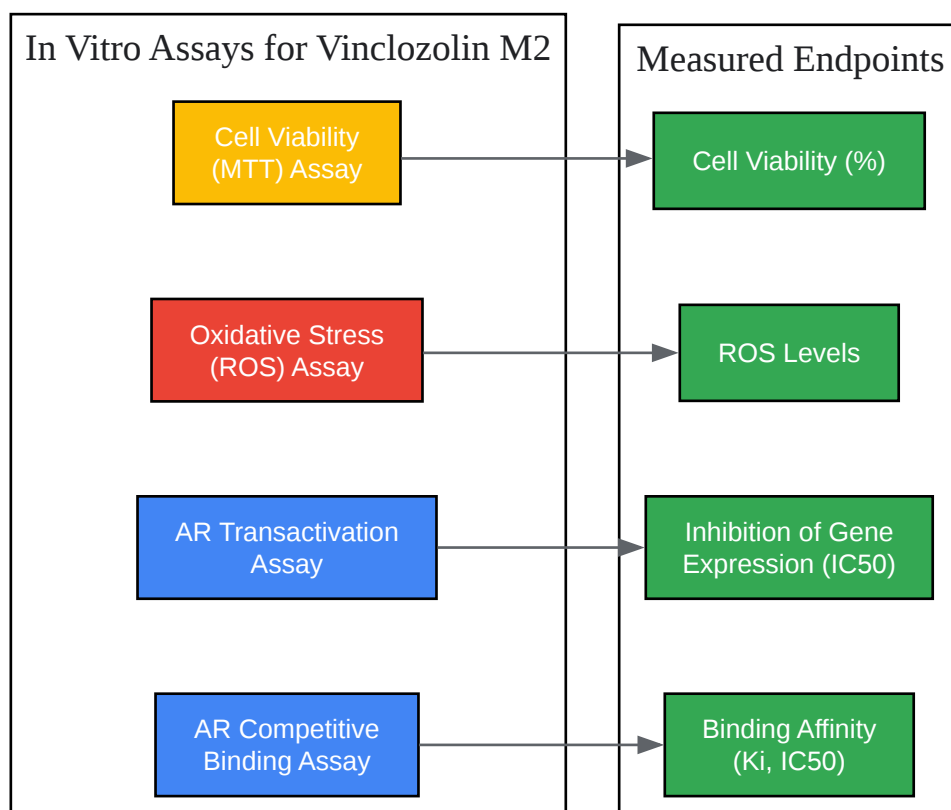 In Vitro Assays for Vinclozolin M2
Cell Viability
(MTT) Assay
Oxidative Stress
(ROS) Assay
AR Transactivation
Assay
AR Competitive
Binding Assay
Measured Endpoints
Cell Viability (%)
ROS Levels
Inhibition of Gene
Expression (IC50)
Binding Affinity
(Ki, IC50)